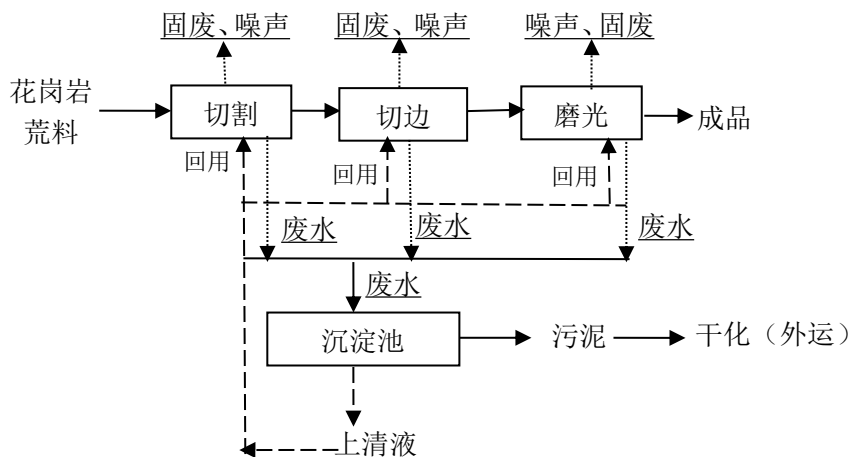 固废、噪声
固废、噪声
噪声、固废
花岗岩
荒料
切割
切边
磨光
成品
回用
回用
回用
废水
废水
废水
废水
沉淀池
污泥
干化（外运）
上清液